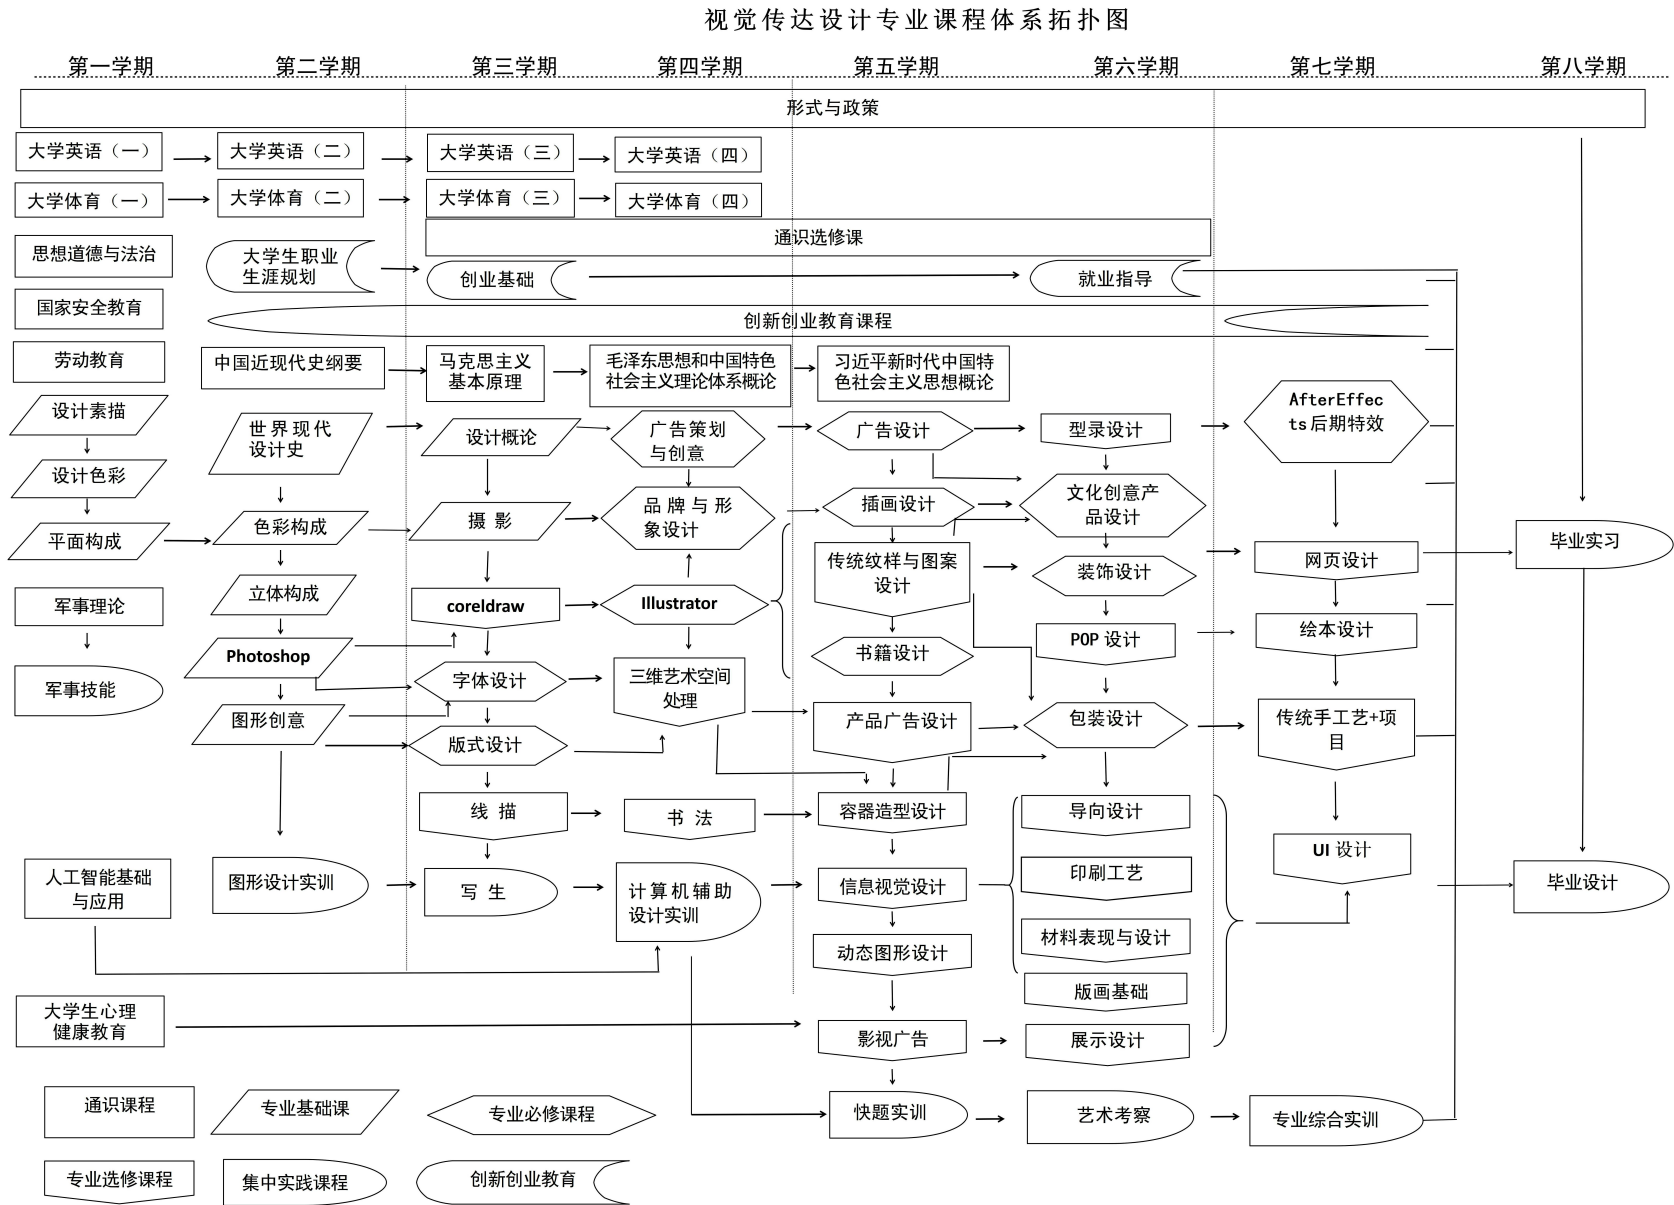 视觉传达设计专业课程体系拓扑图
第一学期 第二学期 第三学期 第四学期 第五学期 第六学期 第七学期 第八学期
形式与政策
大学英语（一） 大学英语（二） 大学英语（三） 大学英语（四）
大学体育（一） 大学体育（二） 大学体育（三） 大学体育（四）
通识选修课
思想道德与法治
大学生职业
生涯规划
创业基础
就业指导
国家安全教育
创新创业教育课程
劳动教育
中国近现代史纲要
马克思主义
基本原理
毛泽东思想和中国特色
社会主义理论体系概论
习近平新时代中国特
色社会主义思想概论
设计素描
世界现代
设计史
设计概论
广告策划
与创意
广告设计
型录设计
AfterEffec
ts后期特效
设计色彩
平面构成
色彩构成
摄 影
品牌与形
象设计
插画设计
文化创意产
品设计
毕业实习
传统纹样与图案
设计
装饰设计
网页设计
军事理论
立体构成
coreldraw
Illustrator
POP 设计
绘本设计
Photoshop
字体设计
三维艺术空间
处理
书籍设计
军事技能
图形创意
版式设计
产品广告设计
包装设计
传统手工艺+项
目
线 描
书 法
容器造型设计
导向设计
UI 设计
人工智能基础
与应用
图形设计实训
写 生
计算机辅助
设计实训
信息视觉设计
印刷工艺
毕业设计
动态图形设计
材料表现与设计
版画基础
大学生心理
健康教育
影视广告
展示设计
快题实训
艺术考察
专业综合实训
通识课程
专业基础课
专业必修课程
专业选修课程
集中实践课程
创新创业教育